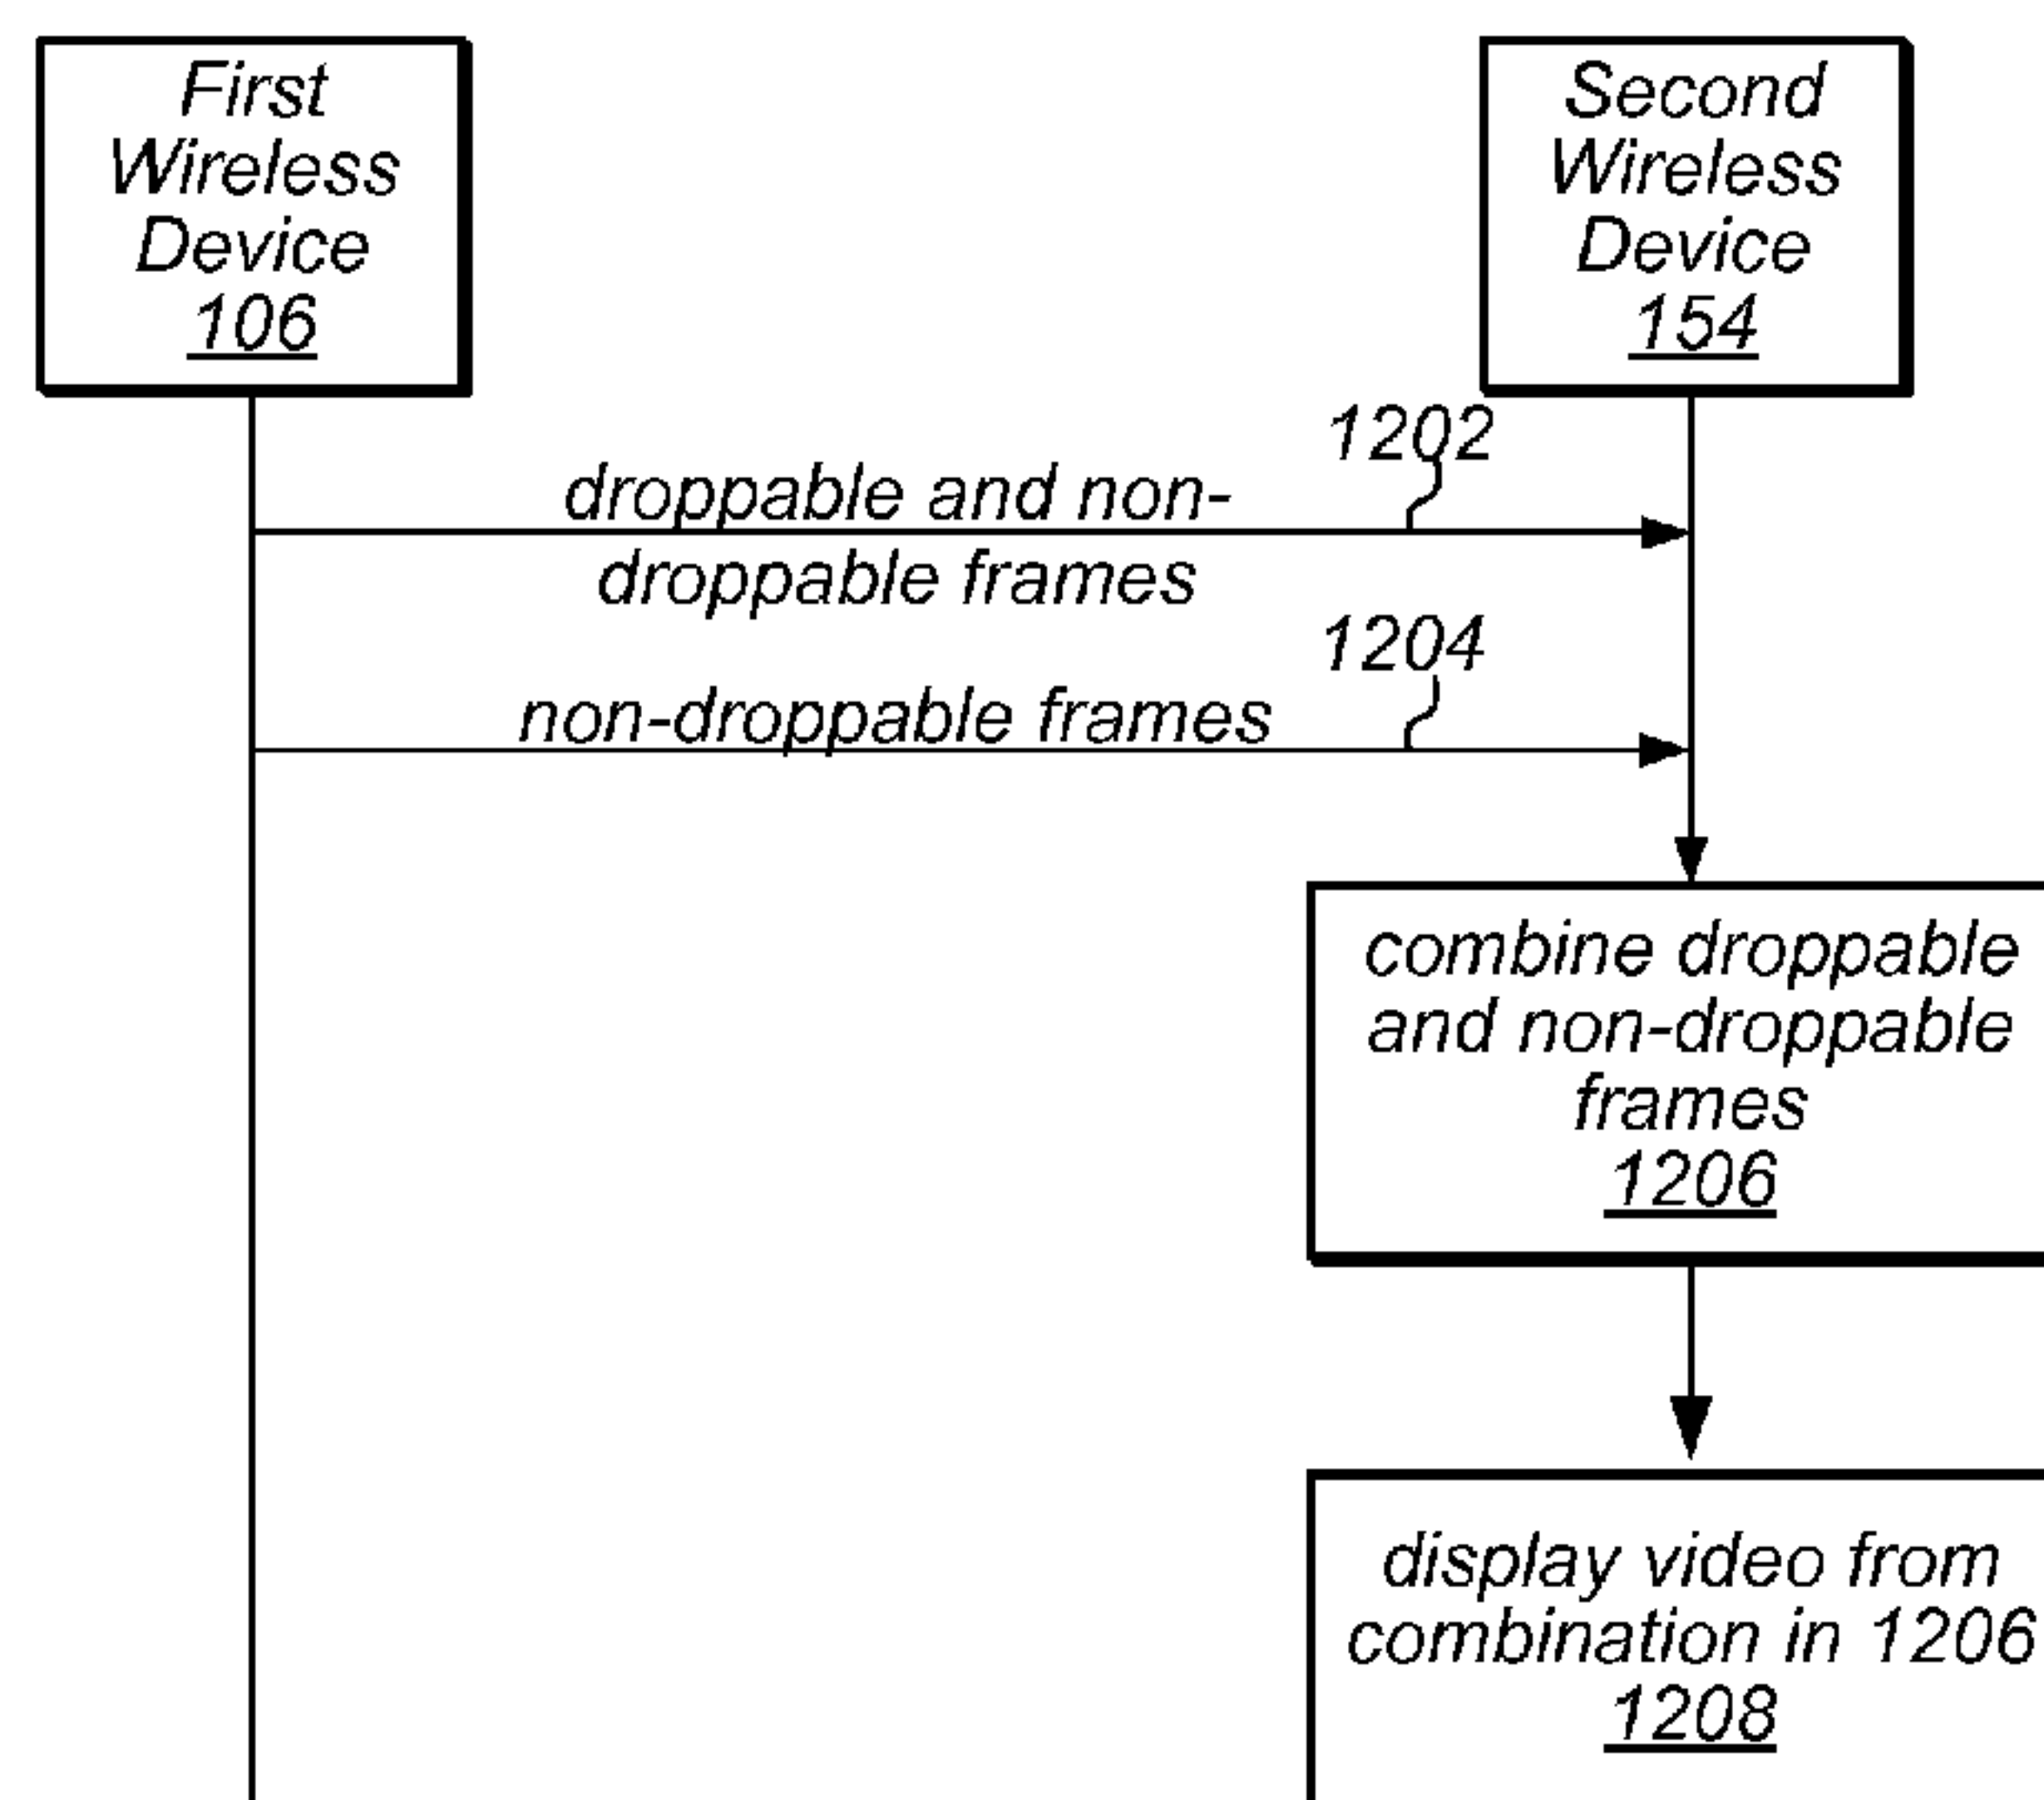 First
Wireless
Device
106
Second
Wireless
Device
154
1202
droppable and non-
droppable frames
1204
non-droppable frames
combine droppable
and non-droppable
frames
1206
display video from
combination in 1206
1208